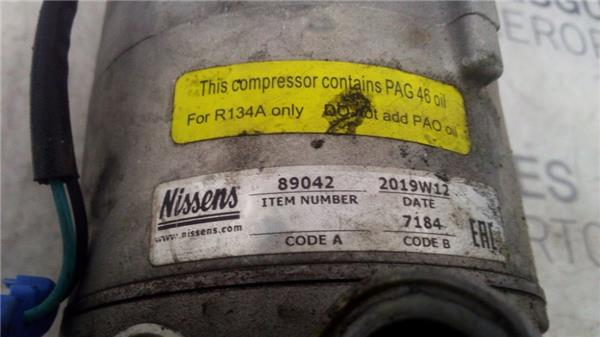 This compressor contains PAG 46 oil
For R134A only DO not add PAO oil
Nissens 89042 2019W12
ITEM NUMBER DATE
www.nissens.com 7184
CODE A CODE B EAC